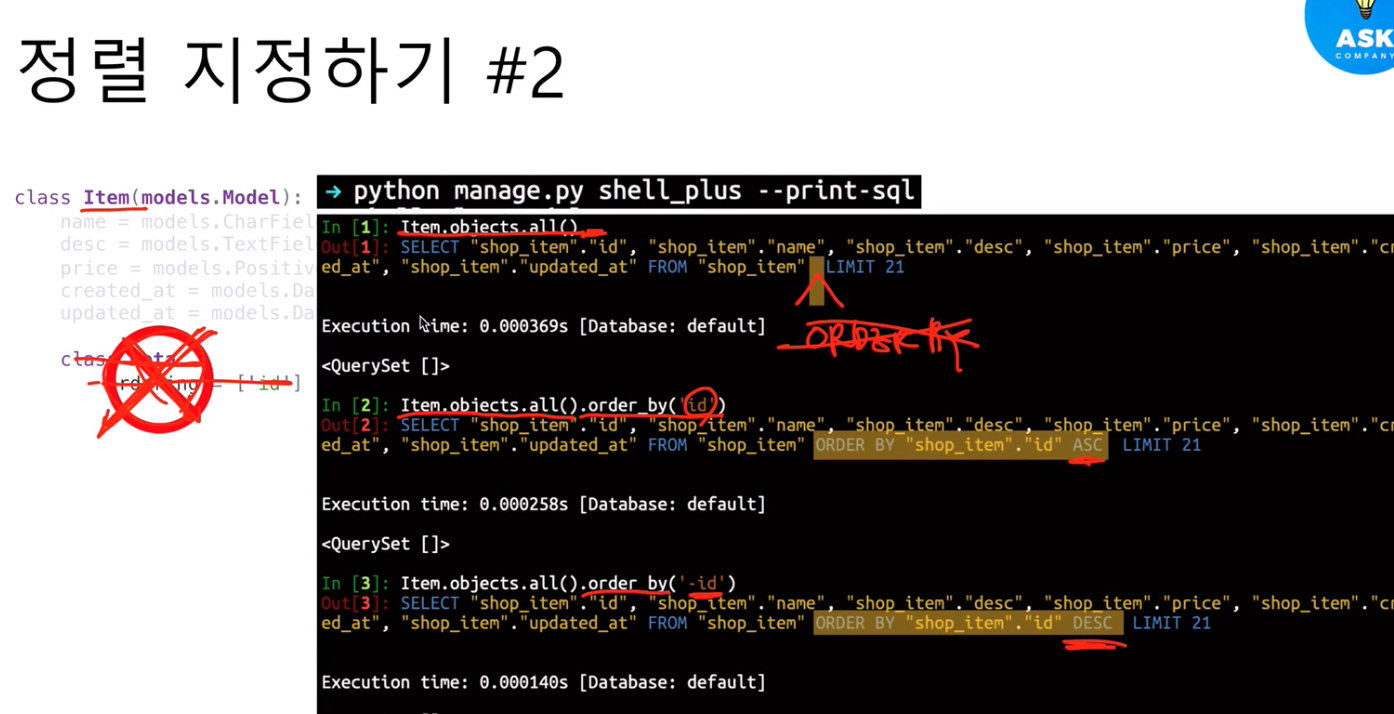 정렬 지정하기 #2
ASK
COMPANY
class Item(models.Model):
name = models.CharFiel
desc = models.TextFiel
price = models.Positiv
created_at = models.Da
updated_at = models.Da
class Meta
ordering = ['id']
→ python manage.py shell_plus --print-sql
In [1]: Item.objects.all()
Out[1]: SELECT "shop_item"."id", "shop_item"."name", "shop_item"."desc", "shop_item"."price", "shop_item"."cr
ed_at", "shop_item"."updated_at" FROM "shop_item" LIMIT 21
ORDER BY
Execution time: 0.000369s [Database: default]
<QuerySet []>
In [2]: Item.objects.all().order_by('id')
Out[2]: SELECT "shop_item"."id", "shop_item"."name", "shop_item"."desc", "shop_item"."price", "shop_item"."cr
ed_at", "shop_item"."updated_at" FROM "shop_item" ORDER BY "shop_item"."id" ASC LIMIT 21
Execution time: 0.000258s [Database: default]
<QuerySet []>
In [3]: Item.objects.all().order_by('-id')
Out[3]: SELECT "shop_item"."id", "shop_item"."name", "shop_item"."desc", "shop_item"."price", "shop_item"."cr
ed_at", "shop_item"."updated_at" FROM "shop_item" ORDER BY "shop_item"."id" DESC LIMIT 21
Execution time: 0.000140s [Database: default]